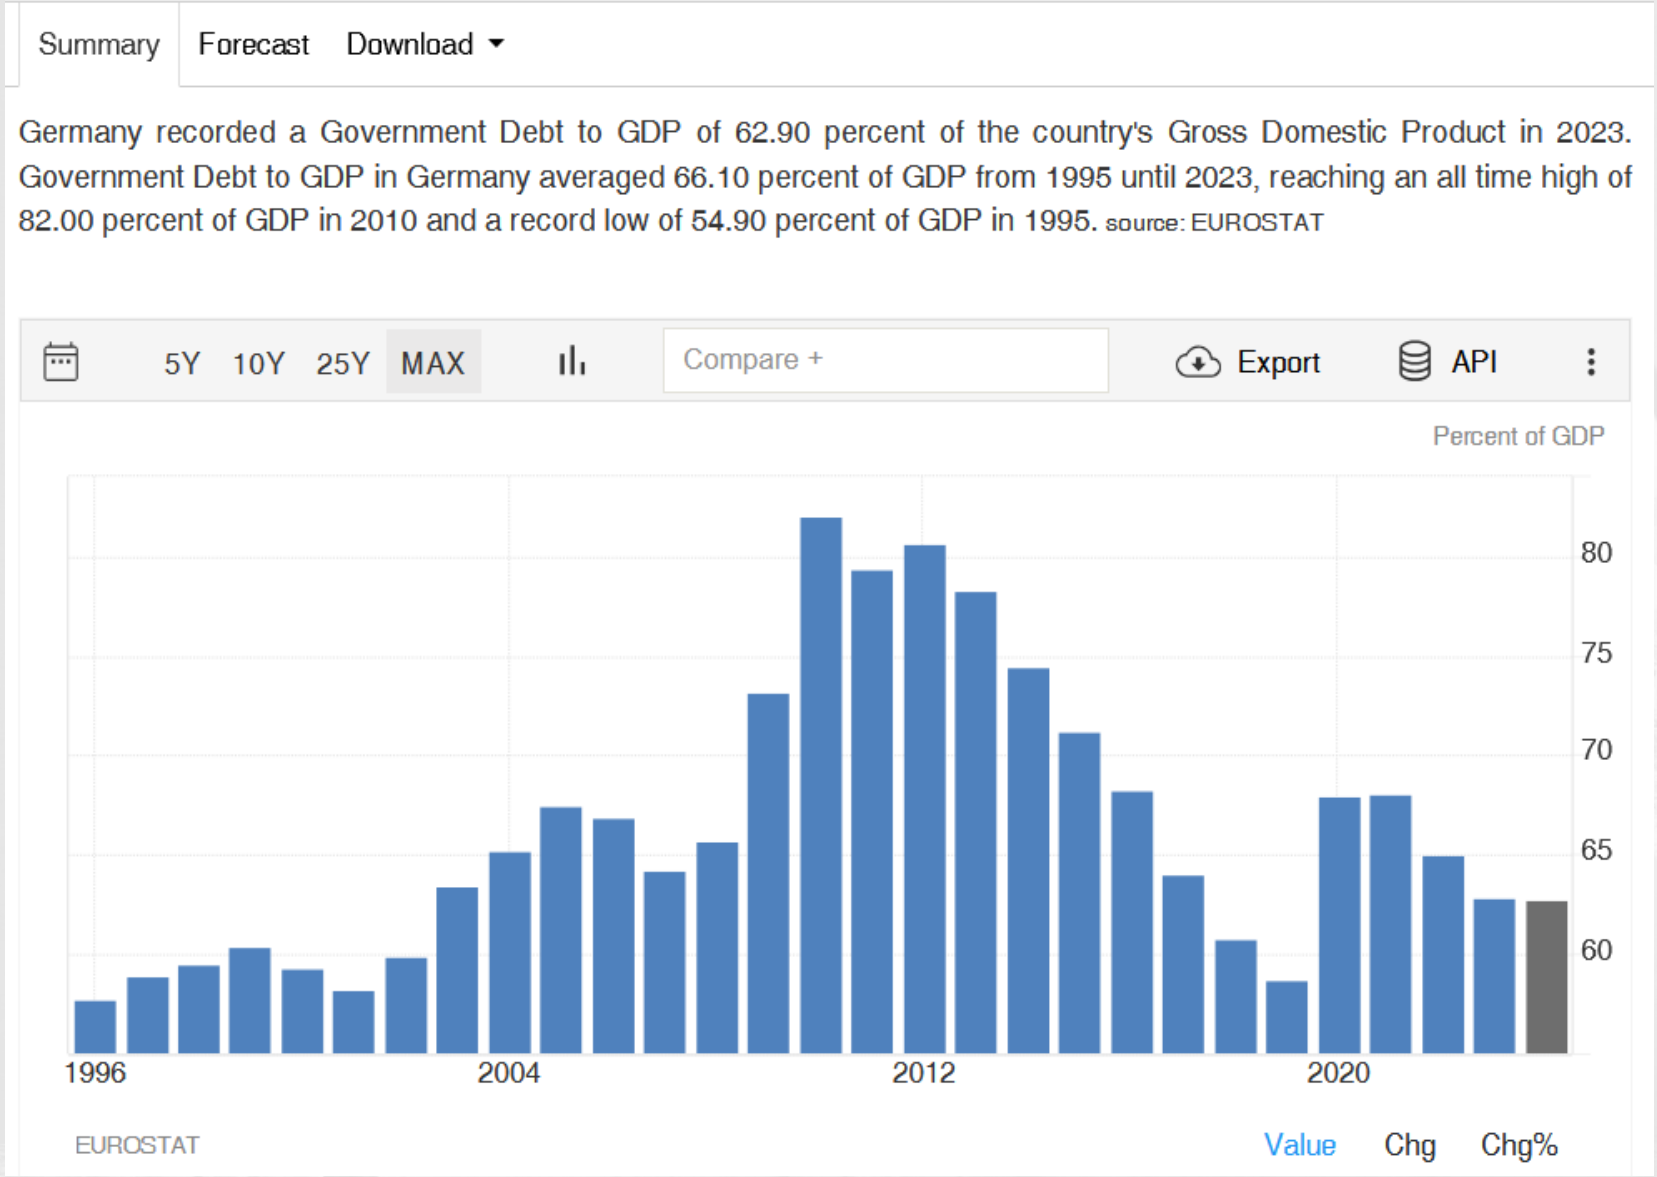 Summary Forecast Download
Germany recorded a Government Debt to GDP of 62.90 percent of the country's Gross Domestic Product in 2023.
Government Debt to GDP in Germany averaged 66.10 percent of GDP from 1995 until 2023, reaching an all time high of
82.00 percent of GDP in 2010 and a record low of 54.90 percent of GDP in 1995. source: EUROSTAT
5Y 10Y 25Y MAX Compare + Export API
Percent of GDP
80
75
70
65
60
1996 2004 2012 2020
EUROSTAT Value Chg Chg%